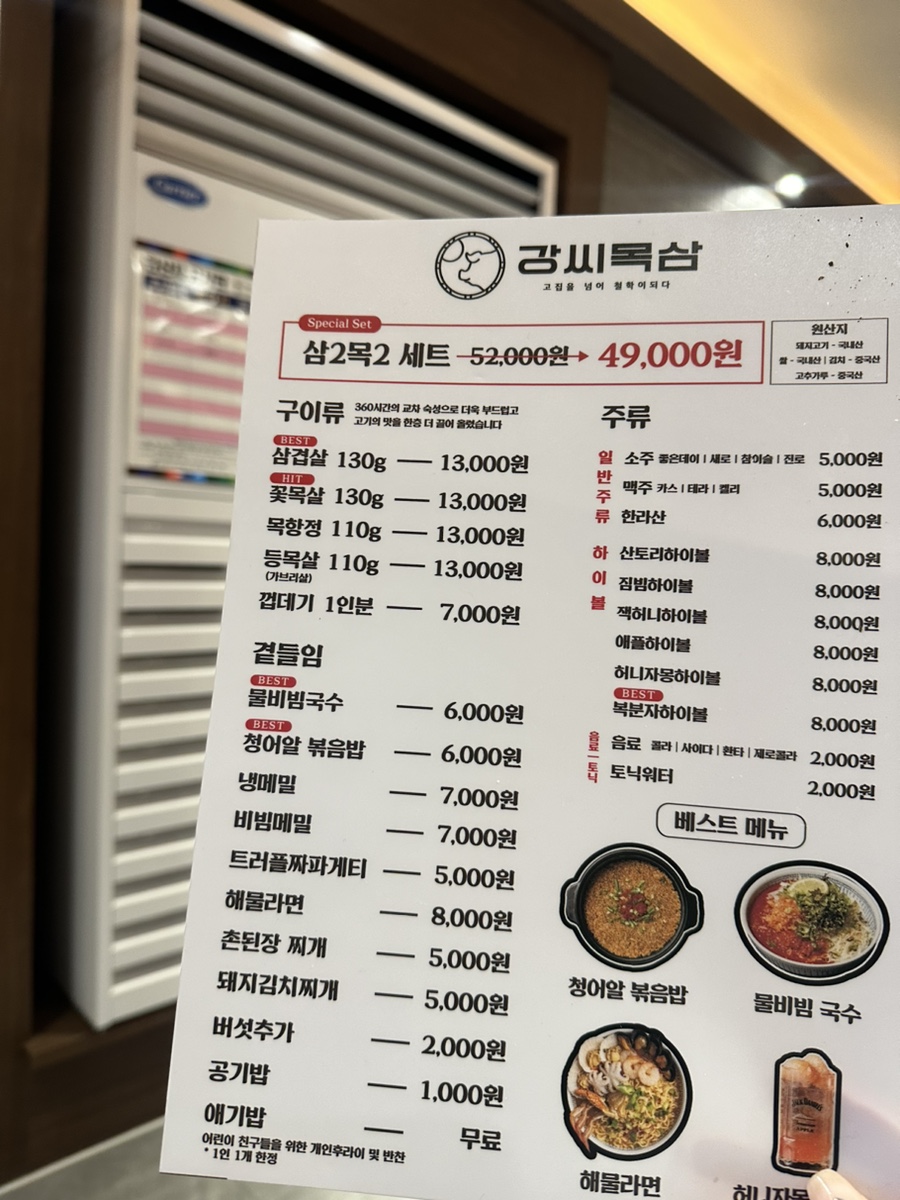 Carrier
강씨목삼
고집을 넘어 철학이되다
Special Set
삼2목2 세트 52,000원 49,000원
원산지
돼지고기 - 국내산
쌀 - 국내산 | 김치 - 중국산
고추가루 - 중국산
구이류 360시간의 교차 숙성으로 더욱 부드럽고
고기의 맛을 한층 더 끌어 올렸습니다
BEST
삼겹살 130g — 13,000원
HIT
꽃목살 130g — 13,000원
목항정 110g — 13,000원
등목살 110g — 13,000원
(가브리살)
껍데기 1인분 — 7,000원
곁들임
BEST
물비빔국수 — 6,000원
BEST
청어알 볶음밥 — 6,000원
냉메밀 — 7,000원
비빔메밀 — 7,000원
트러플짜파게티 — 5,000원
해물라면 — 8,000원
촌된장 찌개 — 5,000원
돼지김치찌개 — 5,000원
버섯추가 — 2,000원
공기밥 — 1,000원
애기밥 — 무료
어린이 친구들을 위한 개인후라이 및 반찬
* 1인 1개 한정
주류
일반주류
소주 좋은데이 | 새로 | 참이슬 | 진로 5,000원
맥주 카스 | 테라 | 켈리 5,000원
한라산 6,000원
하이볼
산토리하이볼 8,000원
짐빔하이볼 8,000원
잭허니하이볼 8,000원
애플하이볼 8,000원
허니자몽하이볼 8,000원
BEST
복분자하이볼 8,000원
음료 | 토닉
음료 콜라 | 사이다 | 환타 | 제로콜라 2,000원
토닉워터 2,000원
베스트 메뉴
청어알 볶음밥
물비빔 국수
해물라면
허니자몽